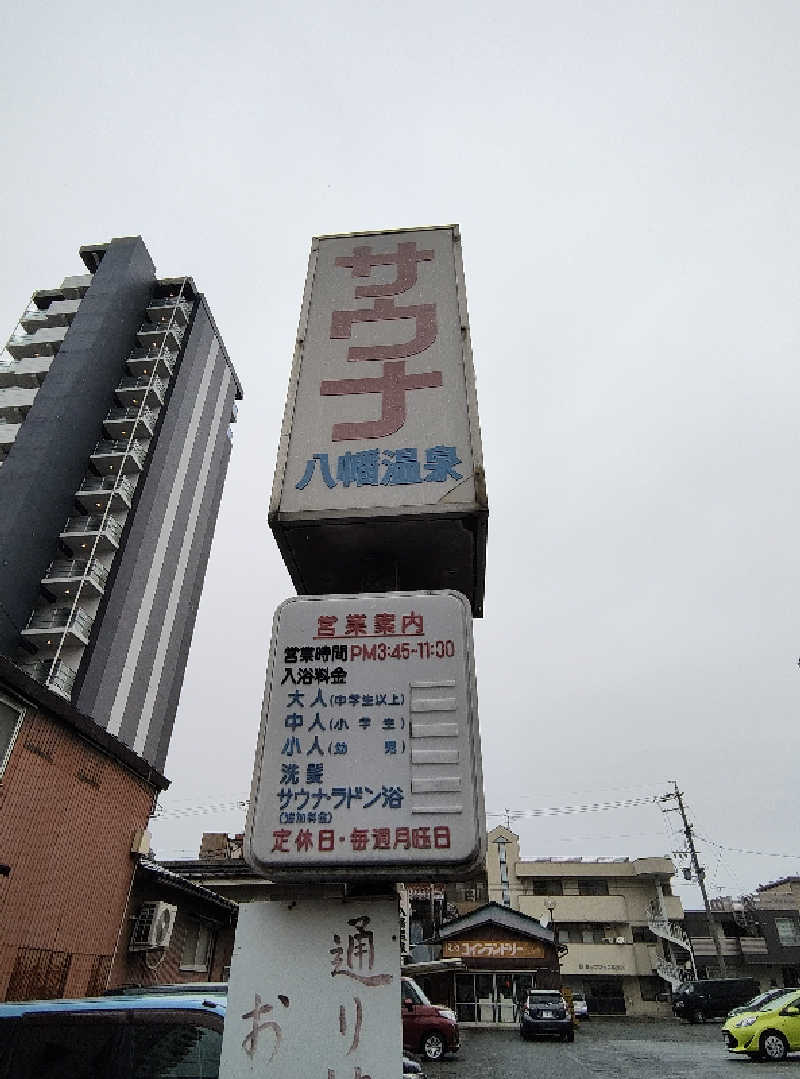 サウナ
八幡温泉
営業案内
営業時間 PM3:45~11:00
入浴料金
大人(中学生以上)
中人(小学生)
小人(幼児)
洗髪
サウナ・ラドン浴
(追加料金)
定休日・毎週月曜日
通り
お
コインランドリー